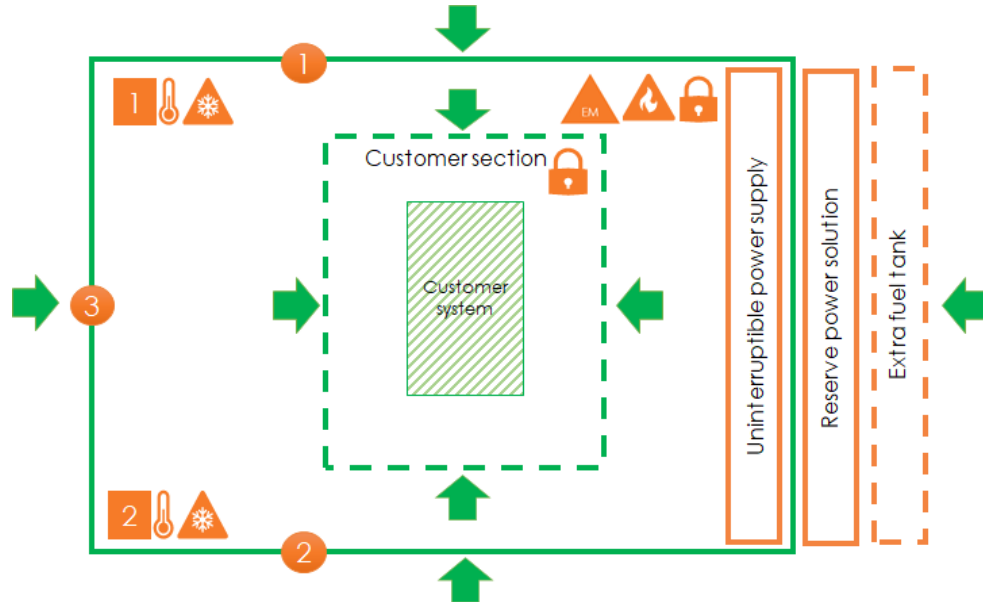 1
1
EM
Customer section
Customer
system
3
Uninterruptible power supply
Reserve power solution
Extra fuel tank
2
2